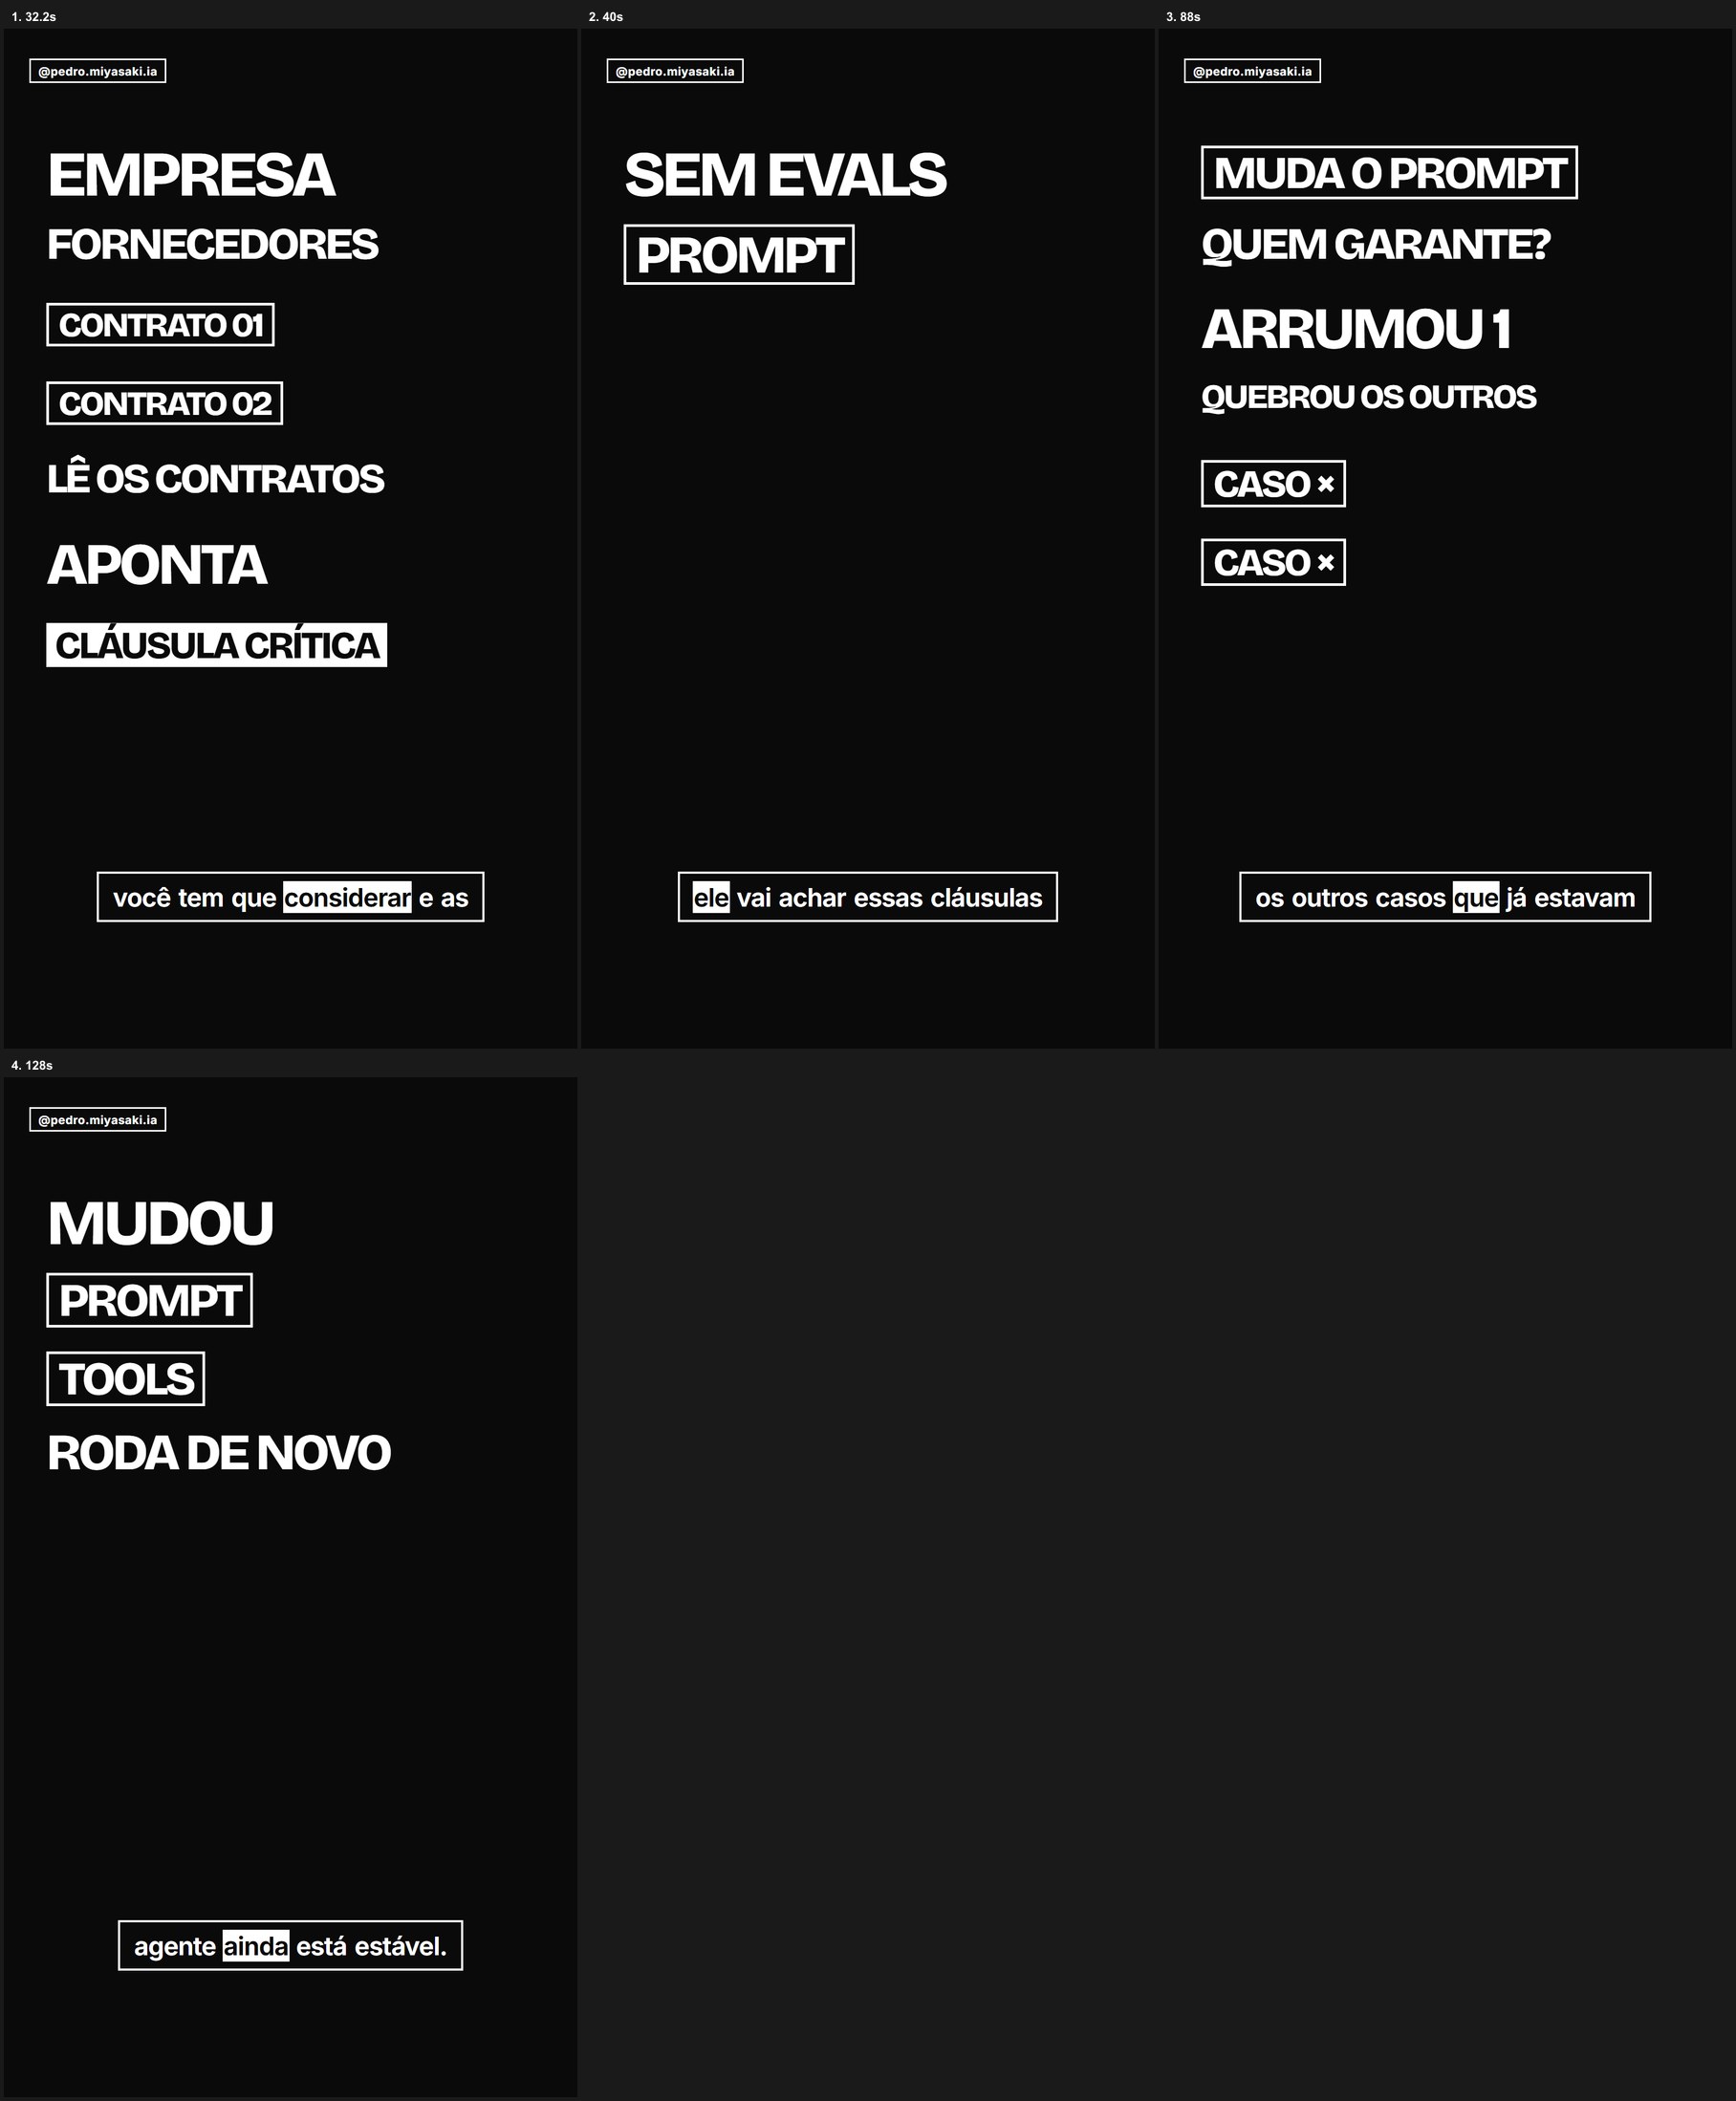 1. 32.2s
@pedro.miyasaki.ia
EMPRESA
FORNECEDORES
CONTRATO 01
CONTRATO 02
LÊ OS CONTRATOS
APONTA
CLÁUSULA CRÍTICA
você tem que considerar e as
2. 40s
@pedro.miyasaki.ia
SEM EVALS
PROMPT
ele vai achar essas cláusulas
3. 88s
@pedro.miyasaki.ia
MUDA O PROMPT
QUEM GARANTE?
ARRUMOU 1
QUEBROU OS OUTROS
CASO ×
CASO ×
os outros casos que já estavam
4. 128s
@pedro.miyasaki.ia
MUDOU
PROMPT
TOOLS
RODA DE NOVO
agente ainda está estável.